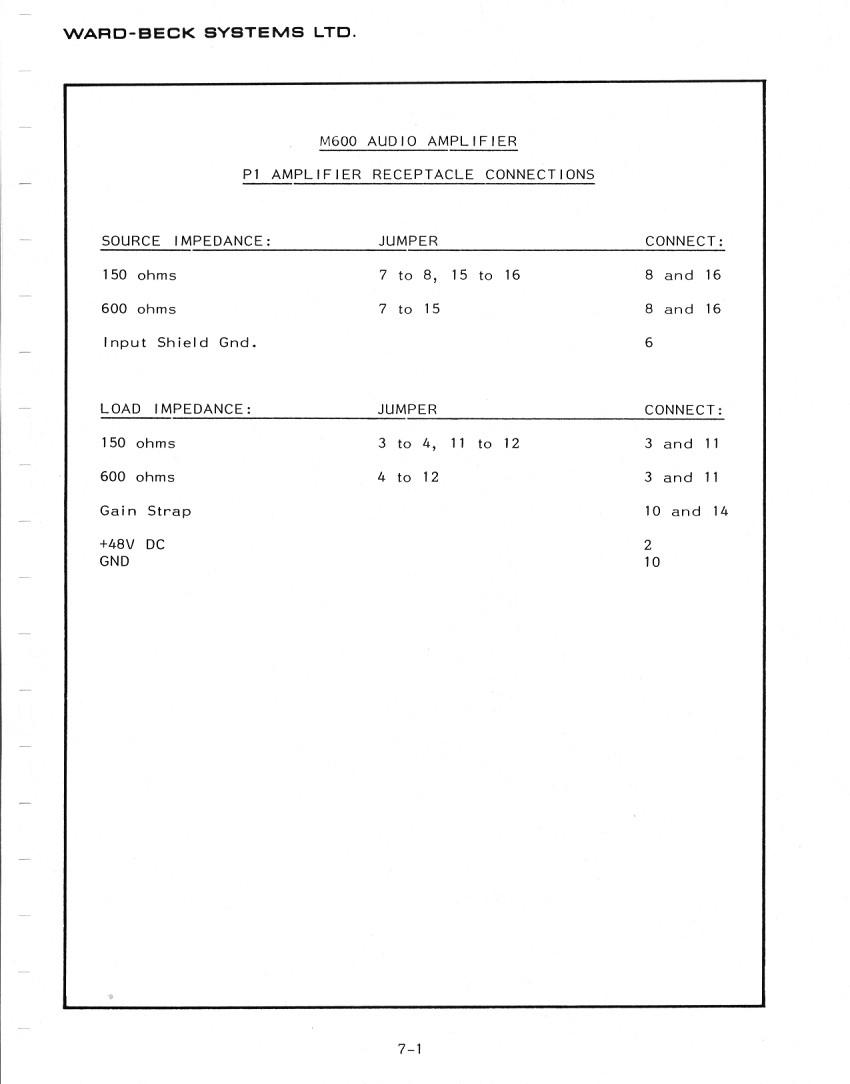 WARD-BECK SYSTEMS LTD.
M600 AUDIO AMPLIFIER
P1 AMPLIFIER RECEPTACLE CONNECTIONS
SOURCE IMPEDANCE: JUMPER CONNECT:
150 ohms 7 to 8, 15 to 16 8 and 16
600 ohms 7 to 15 8 and 16
Input Shield Gnd. 6
LOAD IMPEDANCE: JUMPER CONNECT:
150 ohms 3 to 4, 11 to 12 3 and 11
600 ohms 4 to 12 3 and 11
Gain Strap 10 and 14
+48V DC 2
GND 10
7-1